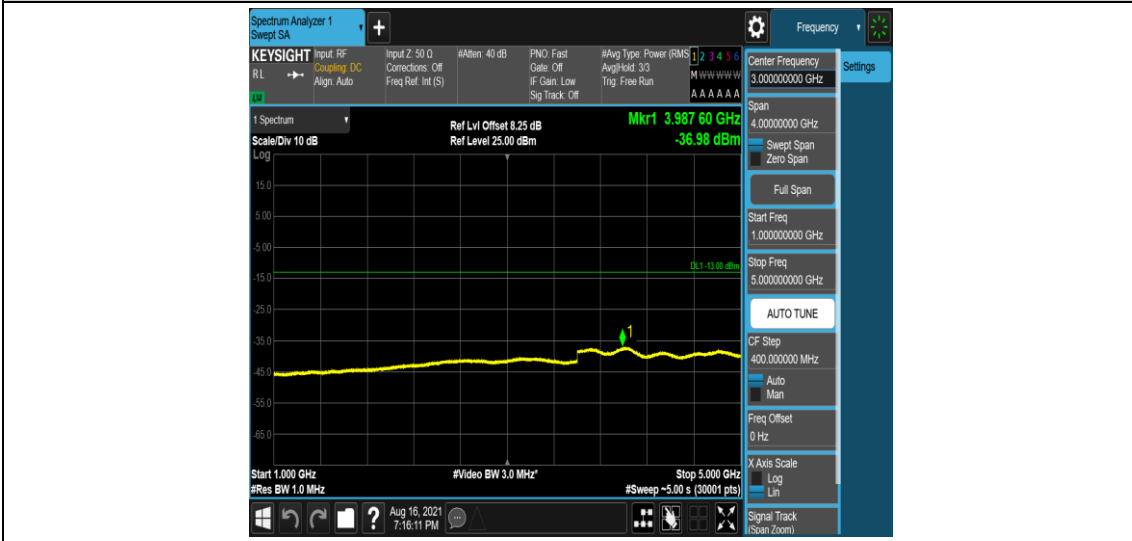 Spectrum Analyzer 1
Swept SA
+
Frequency
KEYSIGHT
RL
Input: RF
Coupling: DC
Align: Auto
Input Z: 50 Ω
Corrections: Off
Freq Ref: Int (S)
#Atten: 40 dB
PNO: Fast
Gate: Off
IF Gain: Low
Sig Track: Off
#Avg Type: Power (RMS
Avg|Hold: 3/3
Trig: Free Run
1 2 3 4 5 6
M W W W W W
A A A A A A
1 Spectrum
Scale/Div 10 dB
Log
Ref Lvl Offset 8.25 dB
Ref Level 25.00 dBm
Mkr1 3.987 60 GHz
-36.98 dBm
15.0
5.00
-5.00
-15.0
-25.0
-35.0
-45.0
-55.0
-65.0
DL1 -13.00 dBm
1
Start 1.000 GHz
#Res BW 1.0 MHz
#Video BW 3.0 MHz*
Stop 5.000 GHz
#Sweep ~5.00 s (30001 pts)
?
Aug 16, 2021
7:16:11 PM
Center Frequency
3.000000000 GHz
Settings
Span
4.00000000 GHz
Swept Span
Zero Span
Full Span
Start Freq
1.000000000 GHz
Stop Freq
5.000000000 GHz
AUTO TUNE
CF Step
400.000000 MHz
Auto
Man
Freq Offset
0 Hz
X Axis Scale
Log
Lin
Signal Track
(Span Zoom)